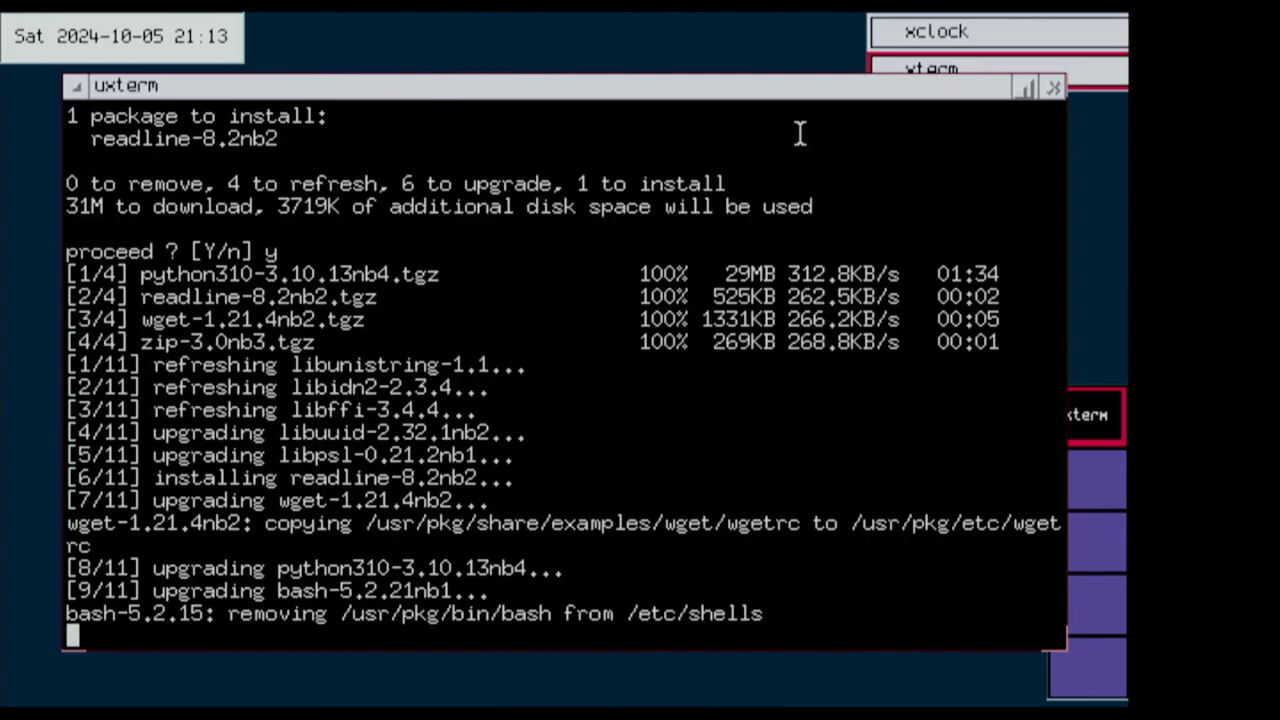 Sat 2024-10-05 21:13
xclock
xterm
uxterm
1 package to install:
readline-8.2nb2
0 to remove, 4 to refresh, 6 to upgrade, 1 to install
31M to download, 3719K of additional disk space will be used
proceed ? [Y/n] y
[1/4] python310-3.10.13nb4.tgz 100% 29MB 312.8KB/s 01:34
[2/4] readline-8.2nb2.tgz 100% 525KB 262.5KB/s 00:02
[3/4] wget-1.21.4nb2.tgz 100% 1331KB 266.2KB/s 00:05
[4/4] zip-3.0nb3.tgz 100% 269KB 268.8KB/s 00:01
[1/11] refreshing libunistring-1.1...
[2/11] refreshing libidn2-2.3.4...
[3/11] refreshing libffi-3.4.4...
[4/11] upgrading libuuid-2.32.1nb2...
[5/11] upgrading libpsl-0.21.2nb1...
[6/11] installing readline-8.2nb2...
[7/11] upgrading wget-1.21.4nb2...
wget-1.21.4nb2: copying /usr/pkg/share/examples/wget/wgetrc to /usr/pkg/etc/wget
rc
[8/11] upgrading python310-3.10.13nb4...
[9/11] upgrading bash-5.2.21nb1...
bash-5.2.15: removing /usr/pkg/bin/bash from /etc/shells
xterm